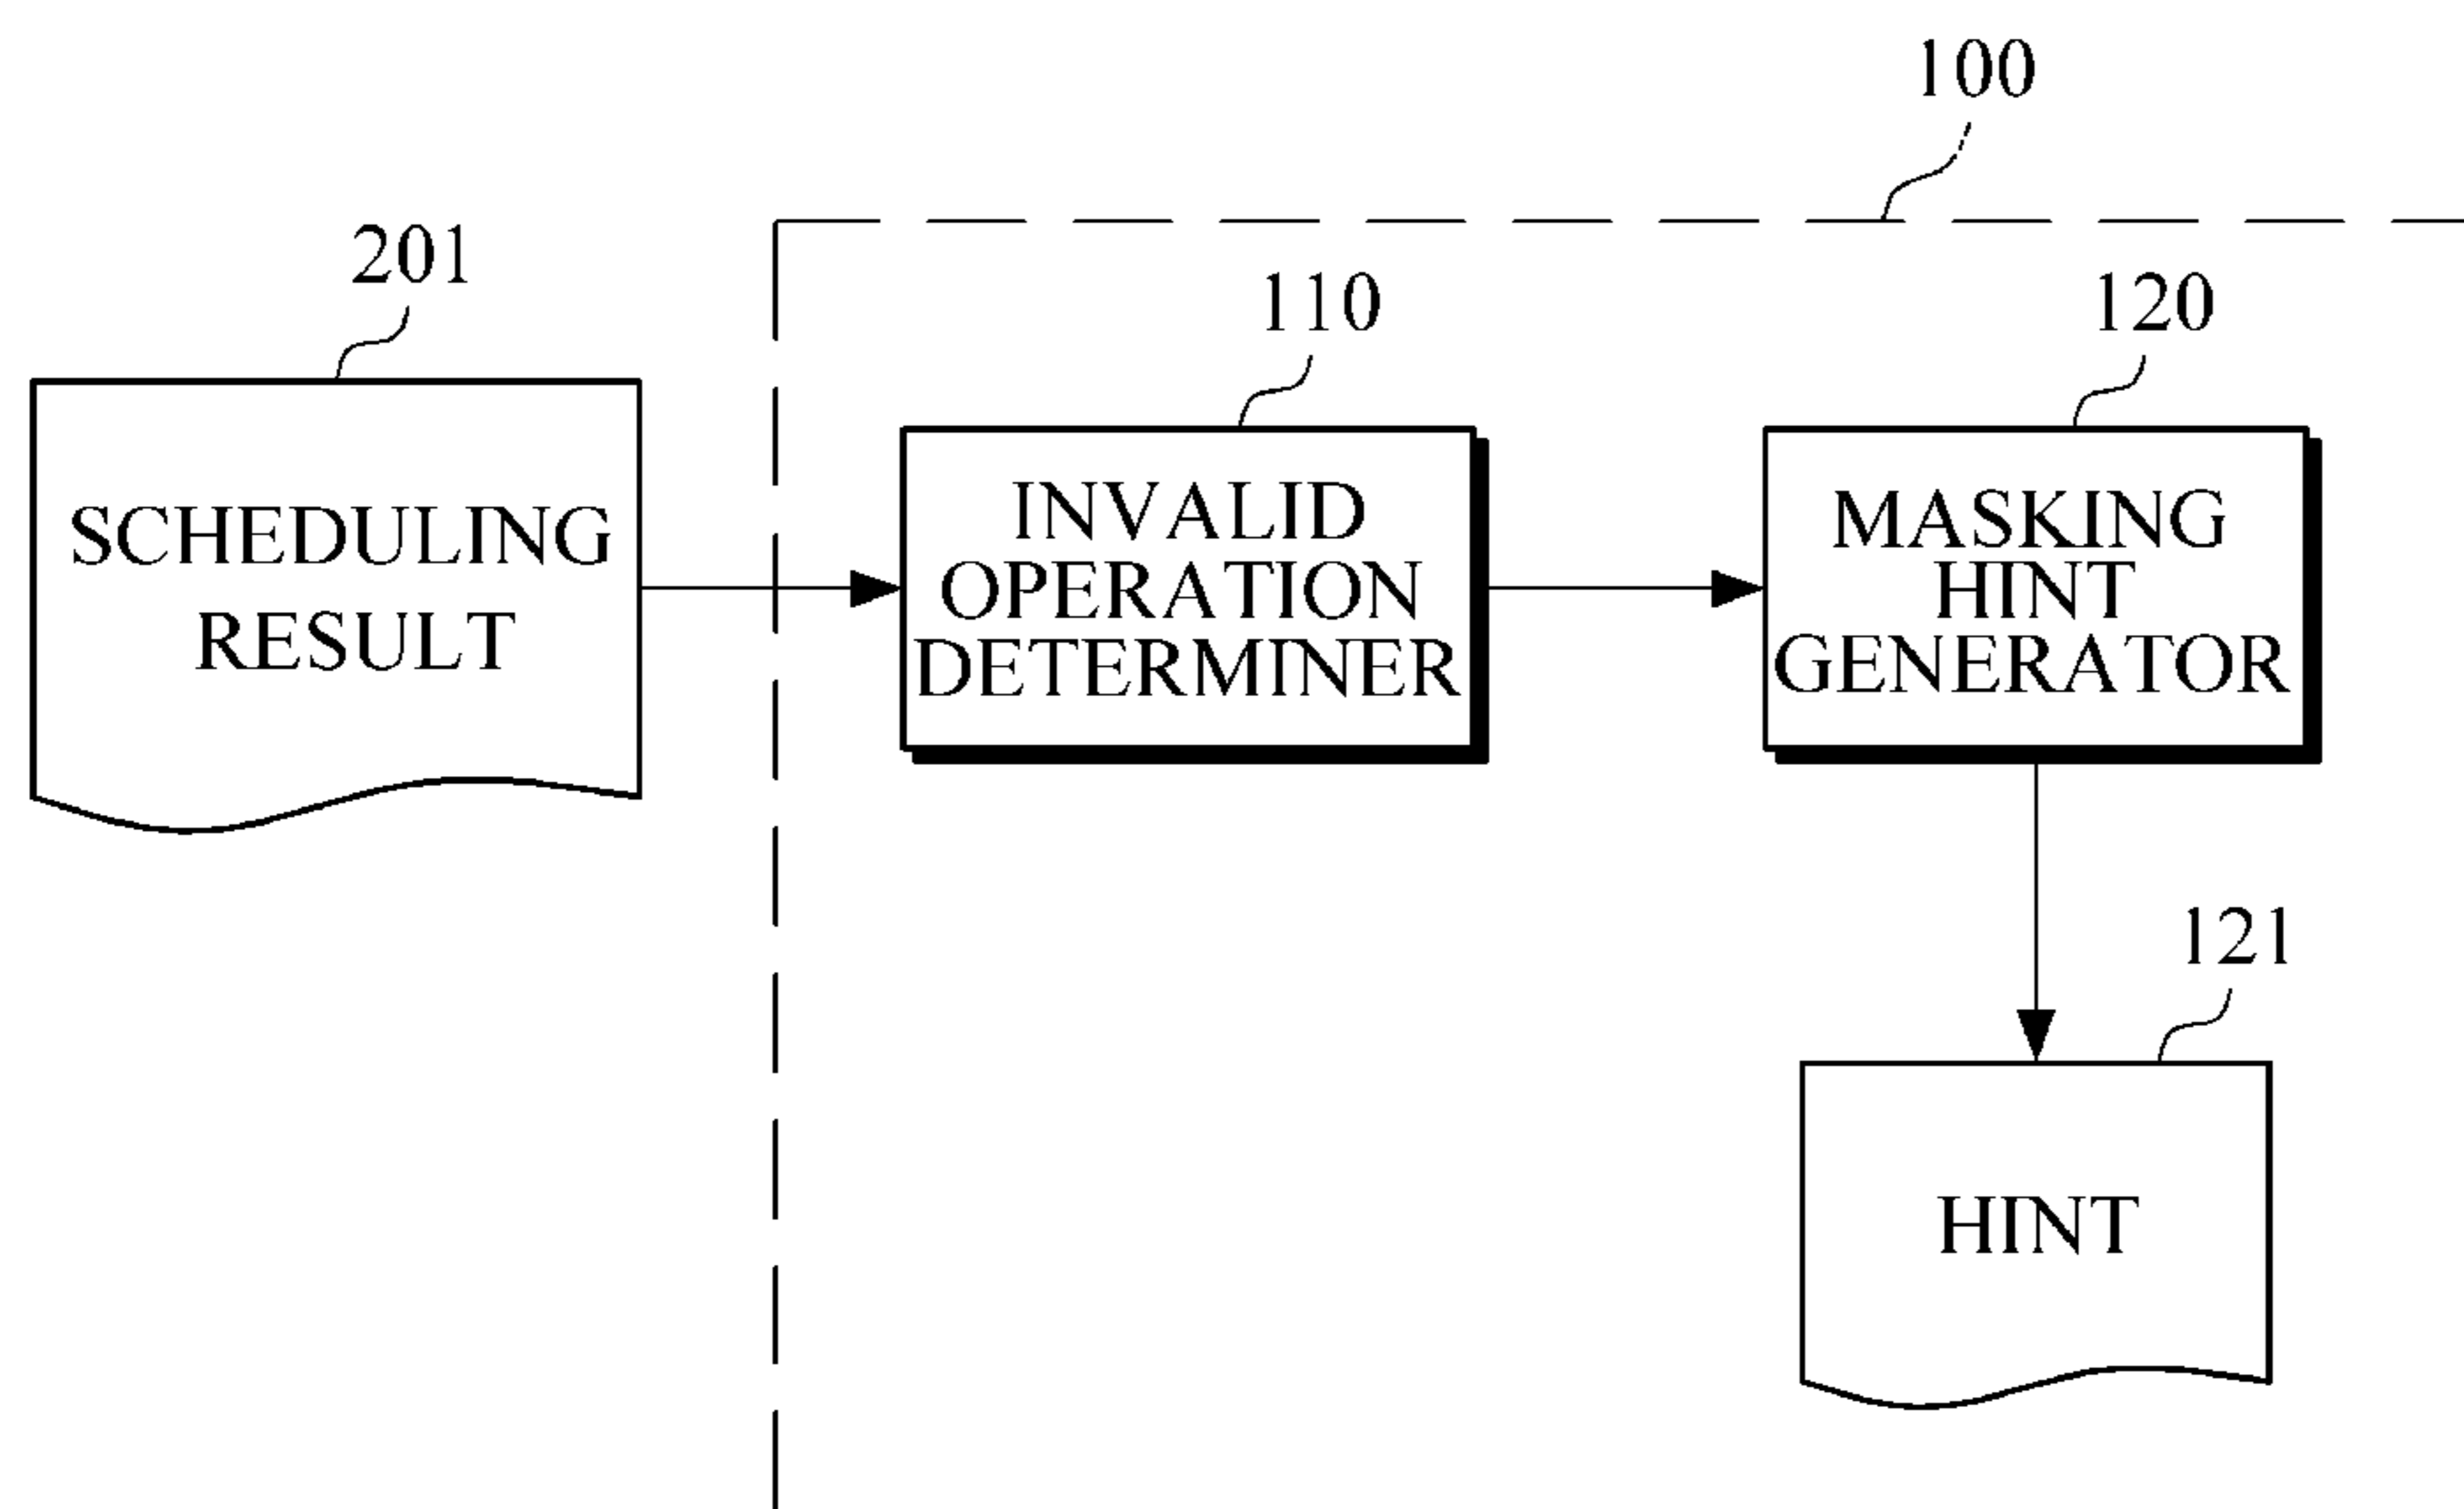 100
201
110
120
SCHEDULING
RESULT
INVALID
OPERATION
DETERMINER
MASKING
HINT
GENERATOR
121
HINT